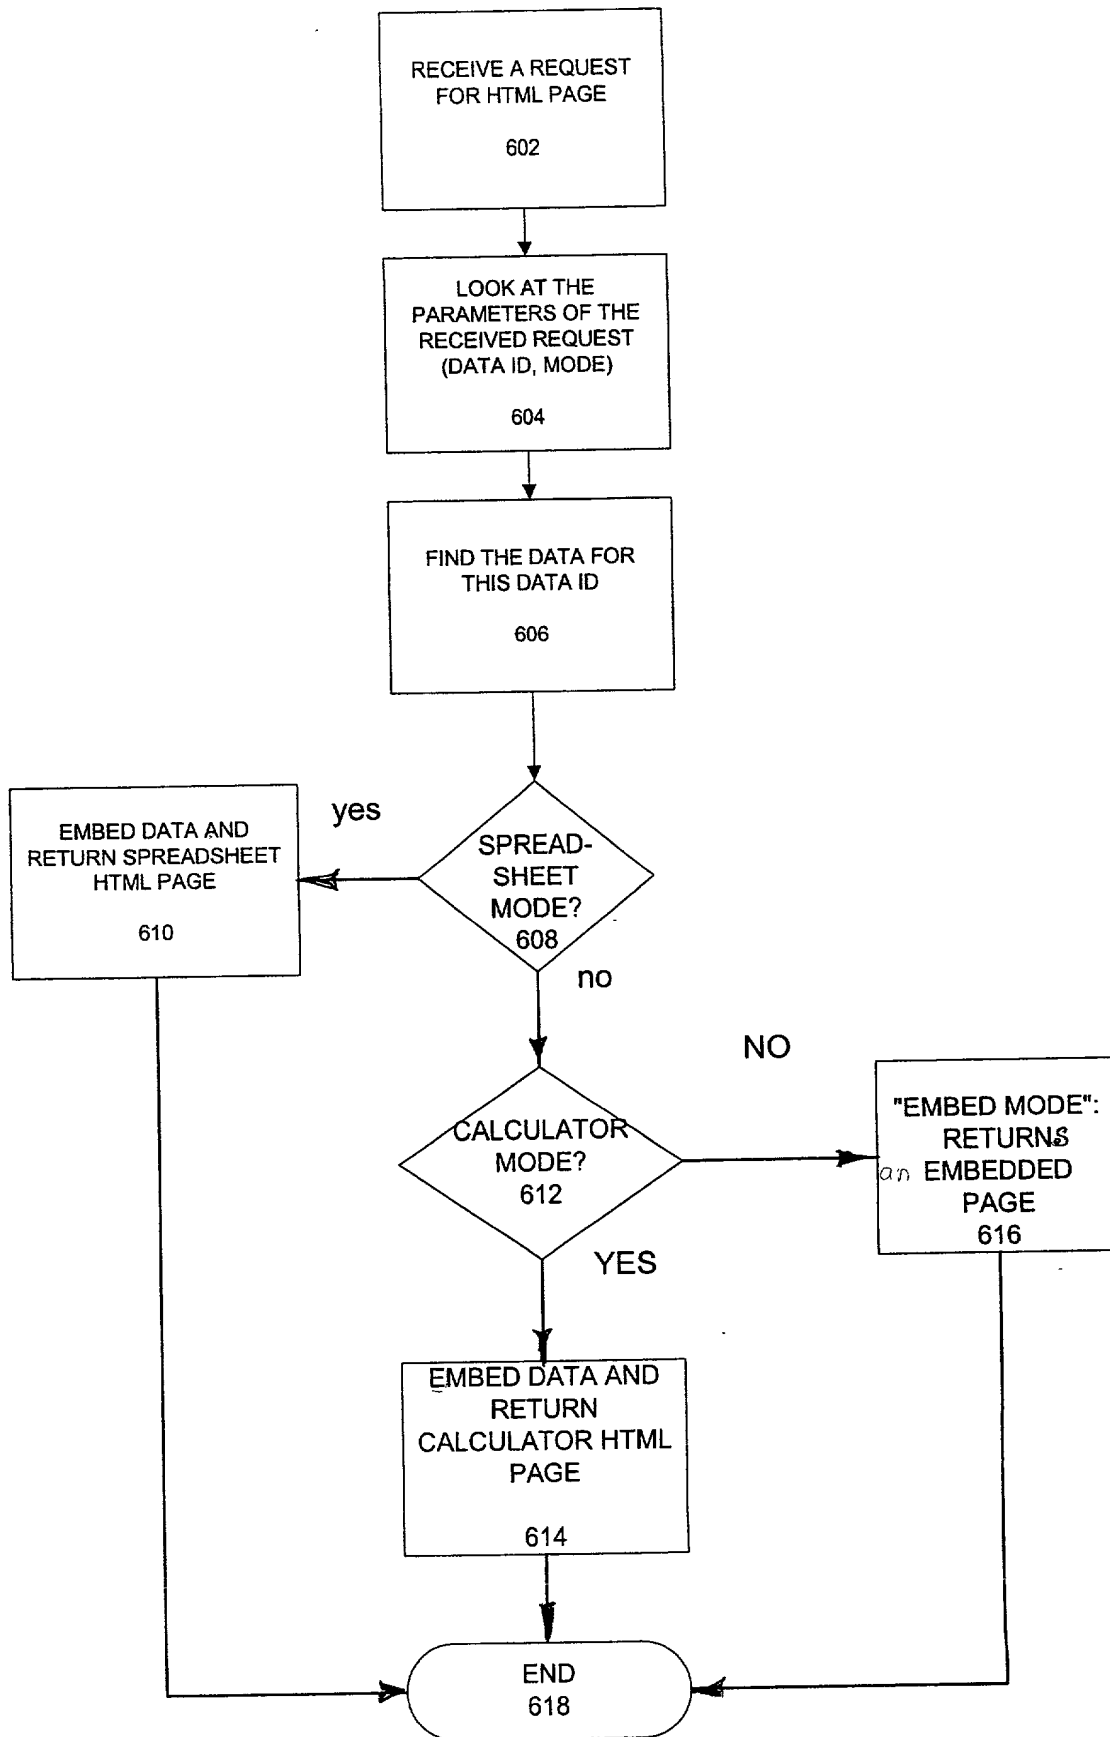 RECEIVE A REQUEST
FOR HTML PAGE
602
LOOK AT THE
PARAMETERS OF THE
RECEIVED REQUEST
(DATA ID, MODE)
604
FIND THE DATA FOR
THIS DATA ID
606
SPREAD-
SHEET
MODE?
608
yes
EMBED DATA AND
RETURN SPREADSHEET
HTML PAGE
610
no
CALCULATOR
MODE?
612
NO
"EMBED MODE":
RETURNS
an EMBEDDED
PAGE
616
YES
EMBED DATA AND
RETURN
CALCULATOR HTML
PAGE
614
END
618